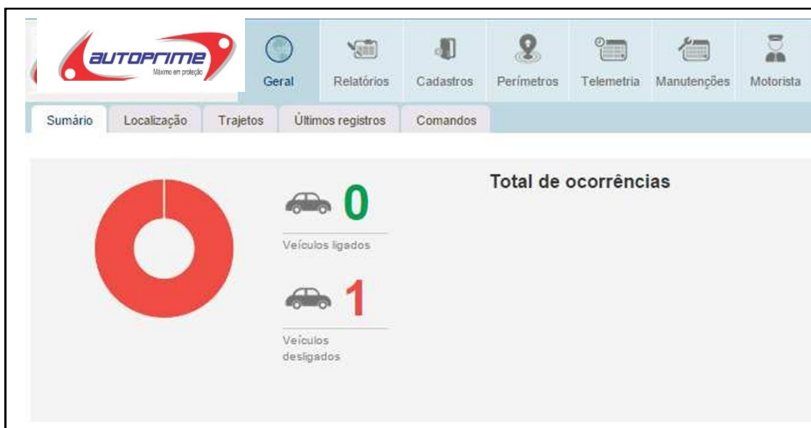 AUTOPRIME
Máximo em proteção
Geral
Relatórios
Cadastros
Perímetros
Telemetria
Manutenções
Motorista
Sumário
Localização
Trajetos
Últimos registros
Comandos
0
Veículos ligados
1
Veículos
desligados
Total de ocorrências